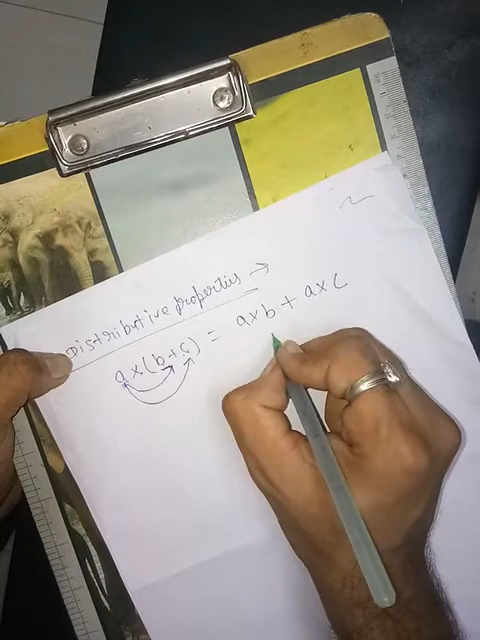 Distributive properties →
a×(b+c) = a×b + a×c